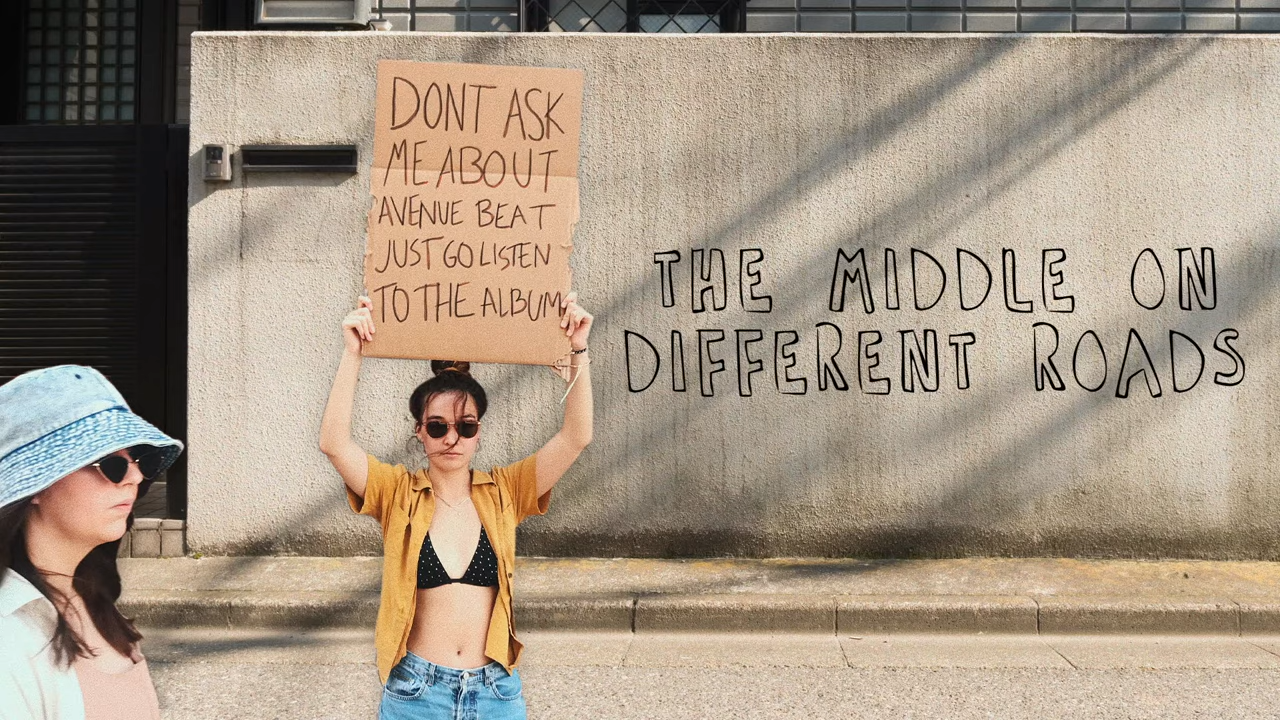 DONT ASK
ME ABOUT
AVENUE BEAT
JUST GO LISTEN
TO THE ALBUM
THE MIDDLE ON
DIFFERENT ROADS